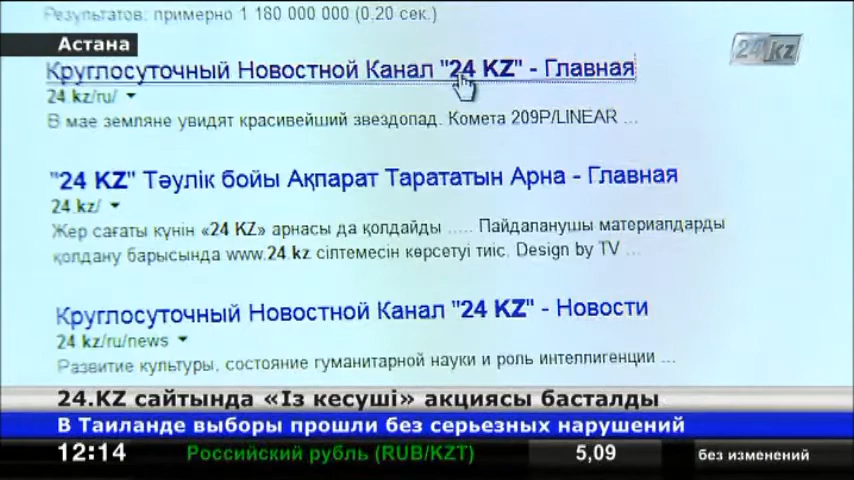 Результатов: примерно 1 180 000 000 (0.20 сек.)
Астана
24 kz
Круглосуточный Новостной Канал "24 KZ" - Главная
24.kz/ru/
В мае земляне увидят красивейший звездопад. Комета 209P/LINEAR ...
"24 KZ" Тәулік бойы Ақпарат Тарататын Арна - Главная
24.kz/
Жер сағаты күнін «24 KZ» арнасы да қолдайды ..... Пайдаланушы материалдарды
қолдану барысында www.24.kz сілтемесін көрсетуі тиіс. Design by TV ...
Круглосуточный Новостной Канал "24 KZ" - Новости
24.kz/ru/news
Развитие культуры, состояние гуманитарной науки и роль интеллигенции ...
24.KZ сайтында «Із кесуші» акциясы басталды
В Таиланде выборы прошли без серьезных нарушений
12:14 Российский рубль (RUB/KZT) 5,09 без изменений